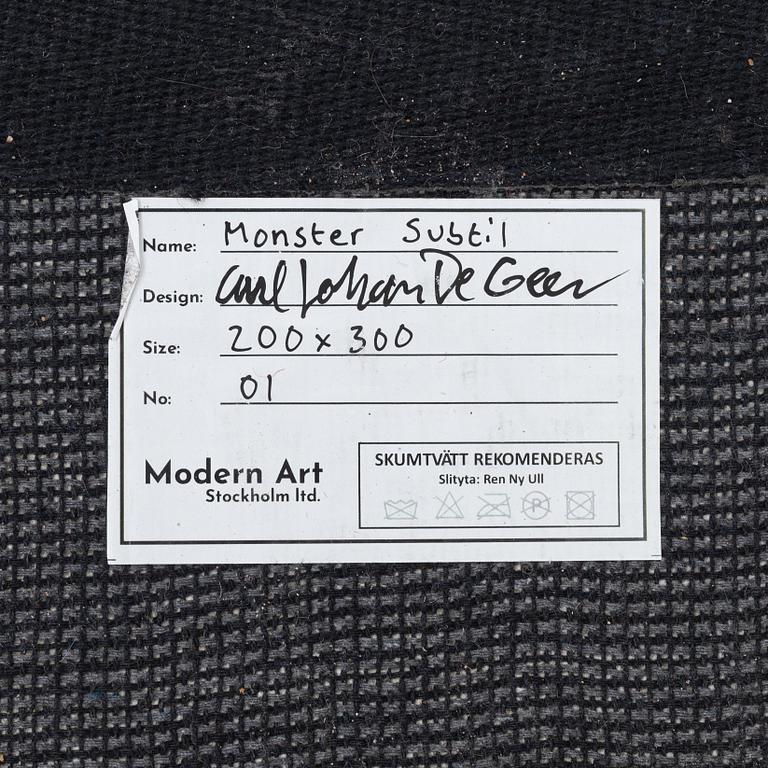 Name: Monster Subtil
Design: Carl Johan De Geer
Size: 200 x 300
No: 01
Modern Art
Stockholm ltd.
SKUMTVÄTT REKOMENDERAS
Slityta: Ren Ny Ull
P